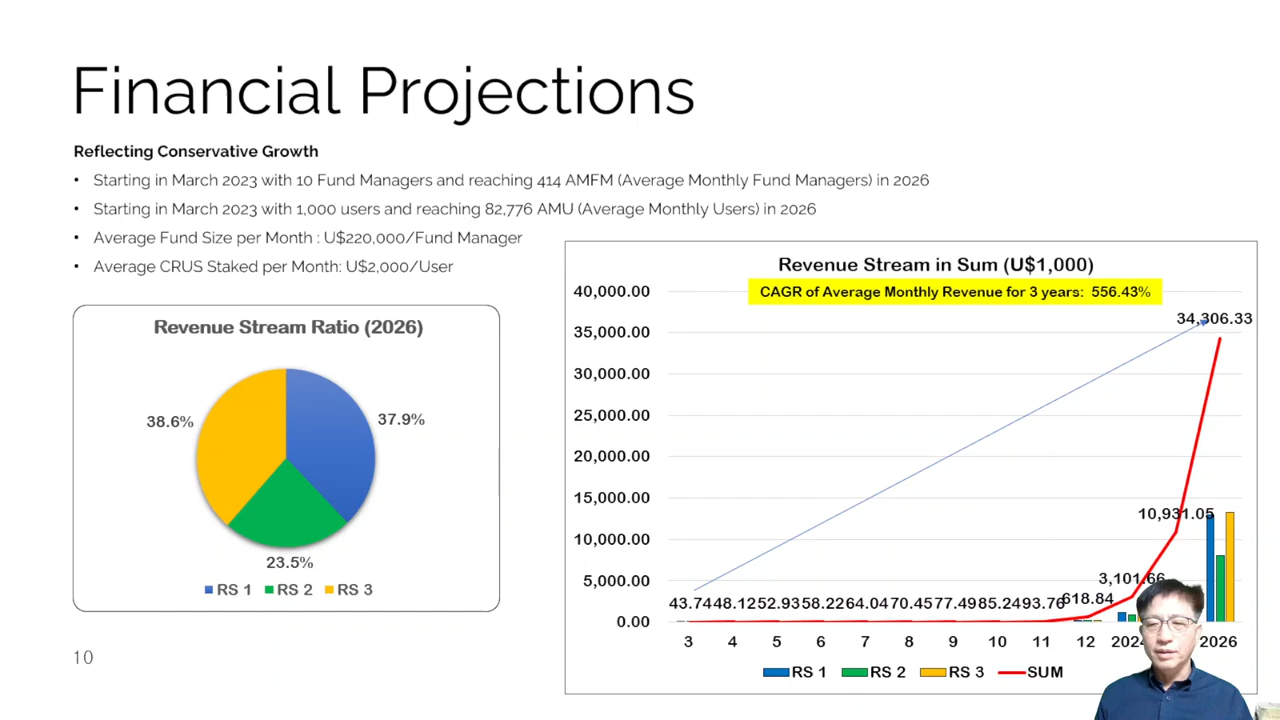 Financial Projections
Reflecting Conservative Growth
• Starting in March 2023 with 10 Fund Managers and reaching 414 AMFM (Average Monthly Fund Managers) in 2026
• Starting in March 2023 with 1,000 users and reaching 82,776 AMU (Average Monthly Users) in 2026
• Average Fund Size per Month : U$220,000/Fund Manager
• Average CRUS Staked per Month: U$2,000/User
Revenue Stream Ratio (2026)
38.6%
37.9%
23.5%
RS 1 RS 2 RS 3
Revenue Stream in Sum (U$1,000)
CAGR of Average Monthly Revenue for 3 years: 556.43%
40,000.00
34,306.33
35,000.00
30,000.00
25,000.00
20,000.00
15,000.00
10,931.05
10,000.00
3,101.66
5,000.00
43.74 48.12 52.93 58.22 64.04 70.45 77.49 85.24 93.76 618.84
0.00
3 4 5 6 7 8 9 10 11 12 2024 2026
RS 1 RS 2 RS 3 SUM
10